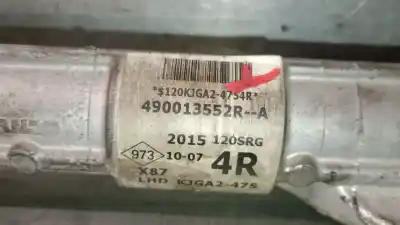 *$120KJGA2-4754R*
490013552R--A
2015 120SRG
973 10-07 4R
X87
LHD KJGA2-475